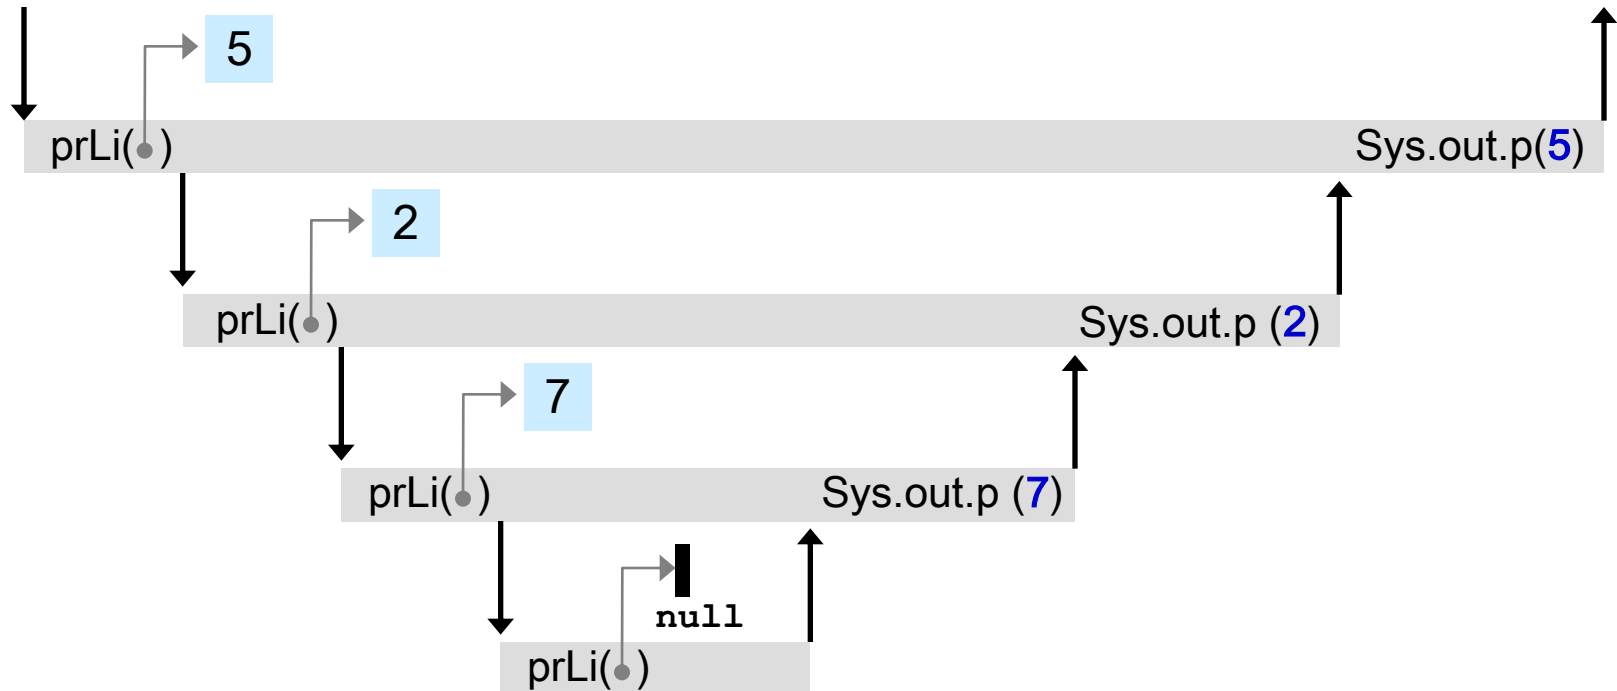 5
prLi( ) Sys.out.p(5)
2
prLi( ) Sys.out.p (2)
7
prLi( ) Sys.out.p (7)
null
prLi( )